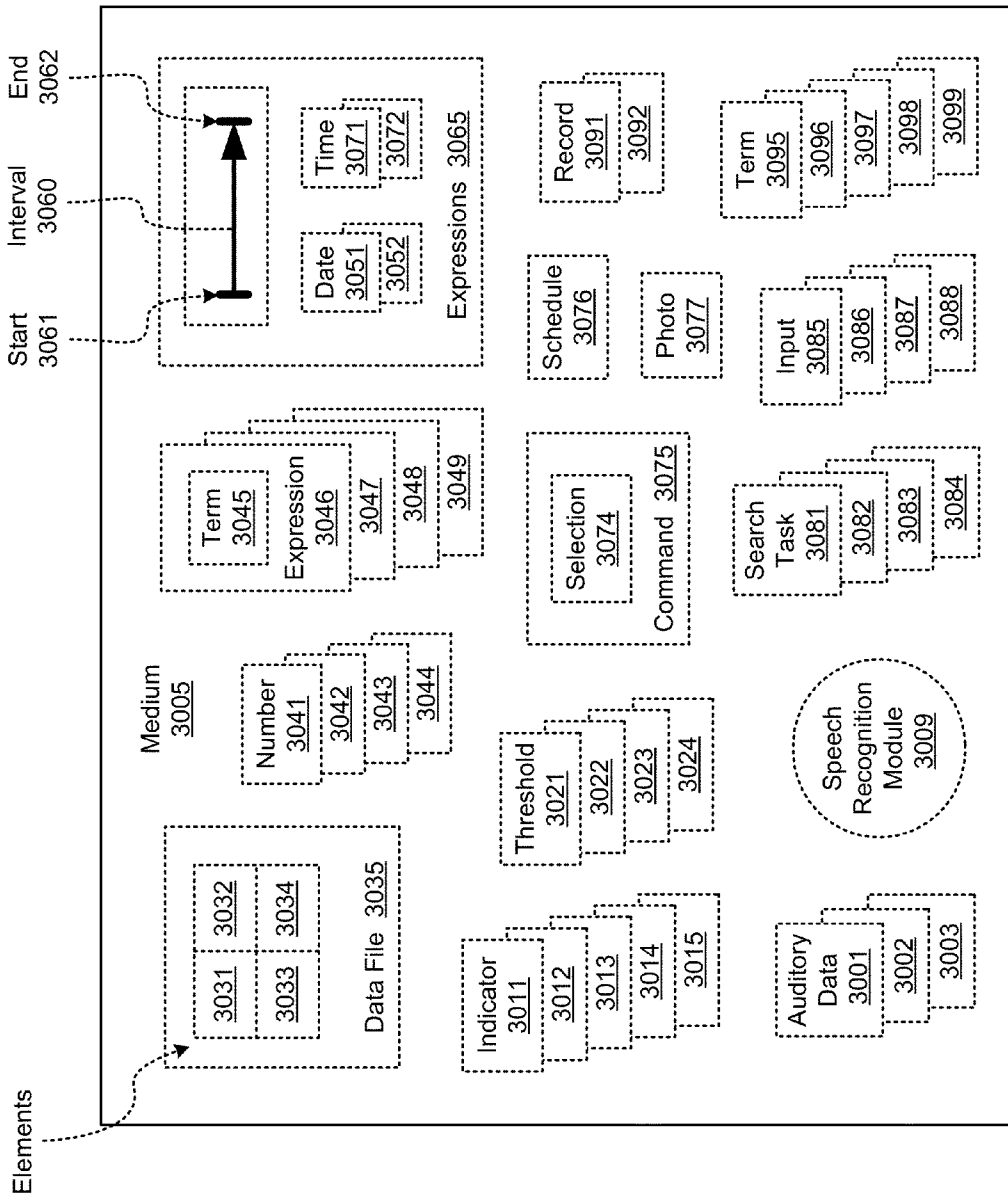 Elements
Start
3061
Interval
3060
End
3062
3031
3032
3033
3034
Data File 3035
Medium
3005
Number
3041
3042
3043
3044
Term
3045
Expression
3046
3047
3048
3049
Date
3051
3052
Time
3071
3072
Expressions 3065
Indicator
3011
3012
3013
3014
3015
Threshold
3021
3022
3023
3024
Selection
3074
Command 3075
Schedule
3076
Photo
3077
Record
3091
3092
Auditory
Data
3001
3002
3003
Speech
Recognition
Module
3009
Search
Task
3081
3082
3083
3084
Input
3085
3086
3087
3088
Term
3095
3096
3097
3098
3099